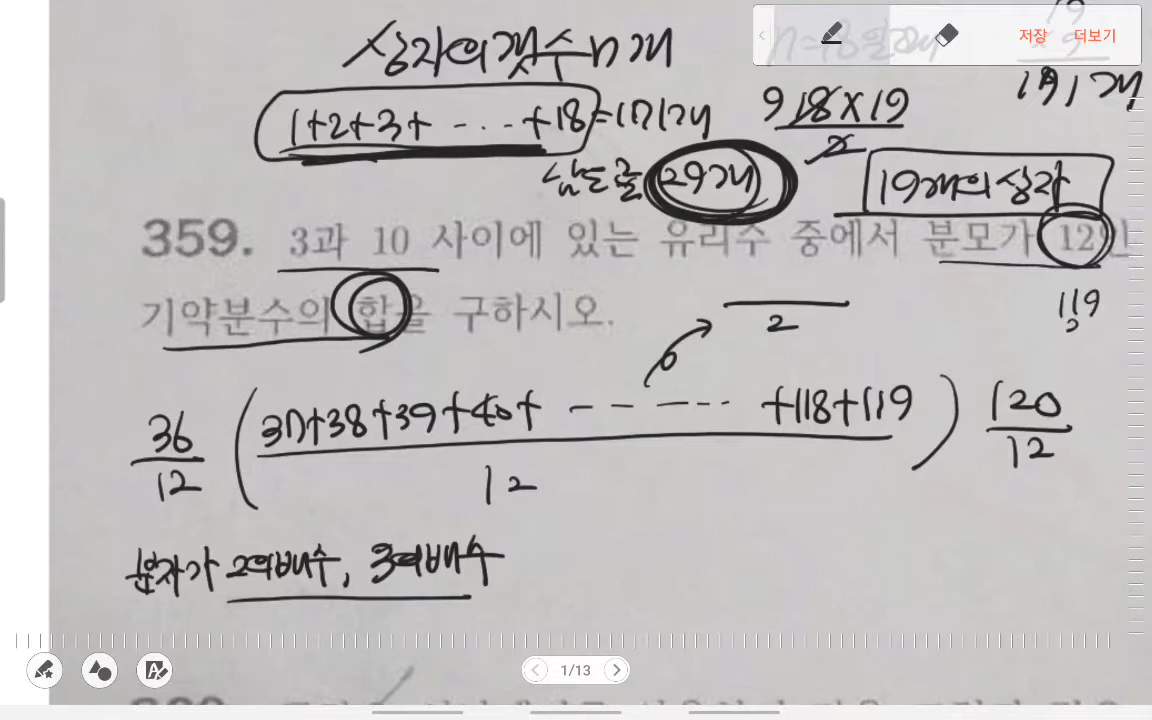 저장 더보기
상자의 갯수 n개
19
× 9
1+2+3+ ... +18=171개
9 18×19
2
171개
남는 귤 29개
19개의 상자
359. 3과 10 사이에 있는 유리수 중에서 분모가 12인
기약분수의 합을 구하시오.
2
119
36
12
( 37+38+39+40+ ------ +118+119 )
12
120
12
분자가 2의배수, 3의배수
1/13